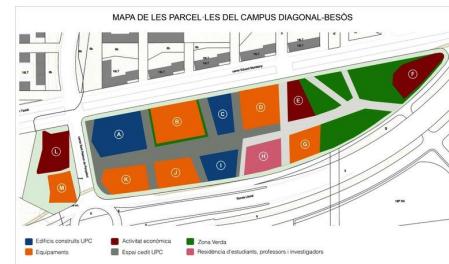 MAPA DE LES PARCEL·LES DEL CAMPUS DIAGONAL-BESÒS
A
B
C
D
E
F
L
M
K
J
I
H
G
Edificis construïts UPC
Activitat econòmica
Zona Verda
Equipaments
Espai cedit UPC
Residència d'estudiants, professors i investigadors